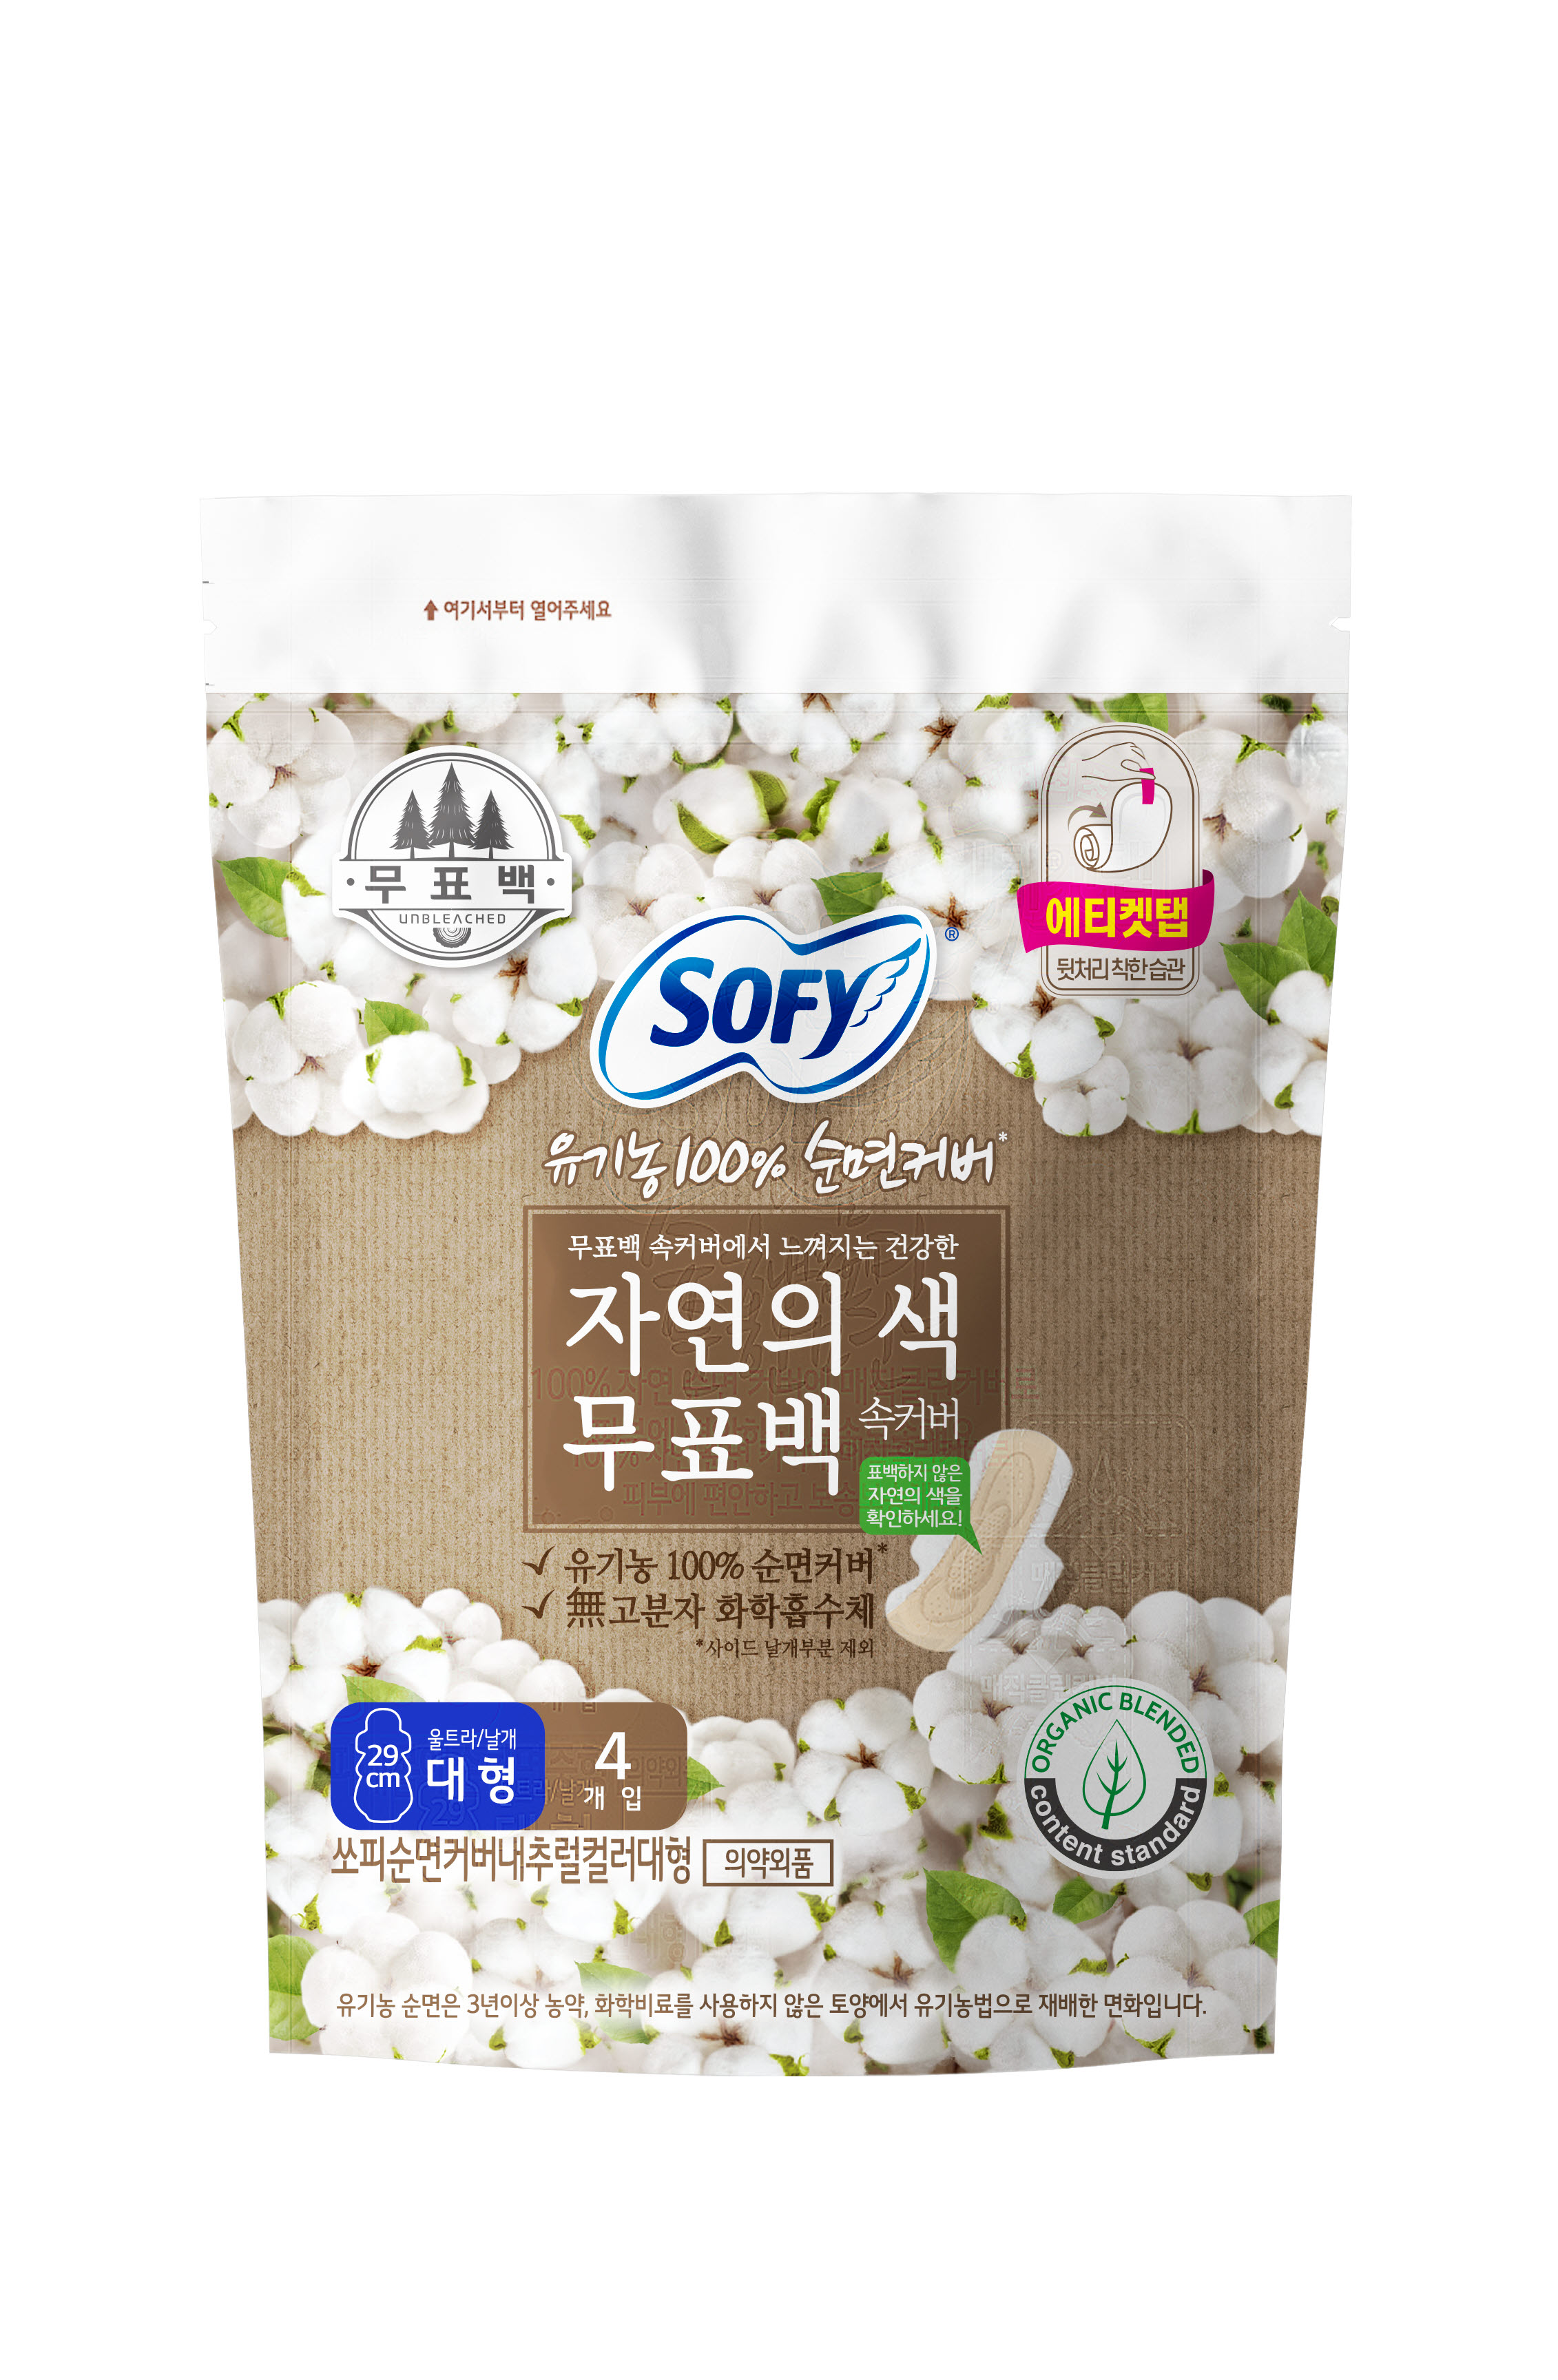 여기서부터 열어주세요
무표백
UNBLEACHED
에티켓탭
뒷처리 착한습관
SOFY®
유기농 100% 순면커버*
무표백 속커버에서 느껴지는 건강한
자연의 색
무표백 속커버
표백하지 않은
자연의 색을
확인하세요!
√ 유기농 100% 순면커버*
√ 無고분자 화학흡수체
*사이드 날개부분 제외
29
cm
울트라/날개
대형
4
개입
쏘피순면커버내추럴컬러대형 의약외품
ORGANIC BLENDED
content standard
유기농 순면은 3년이상 농약, 화학비료를 사용하지 않은 토양에서 유기농법으로 재배한 면화입니다.